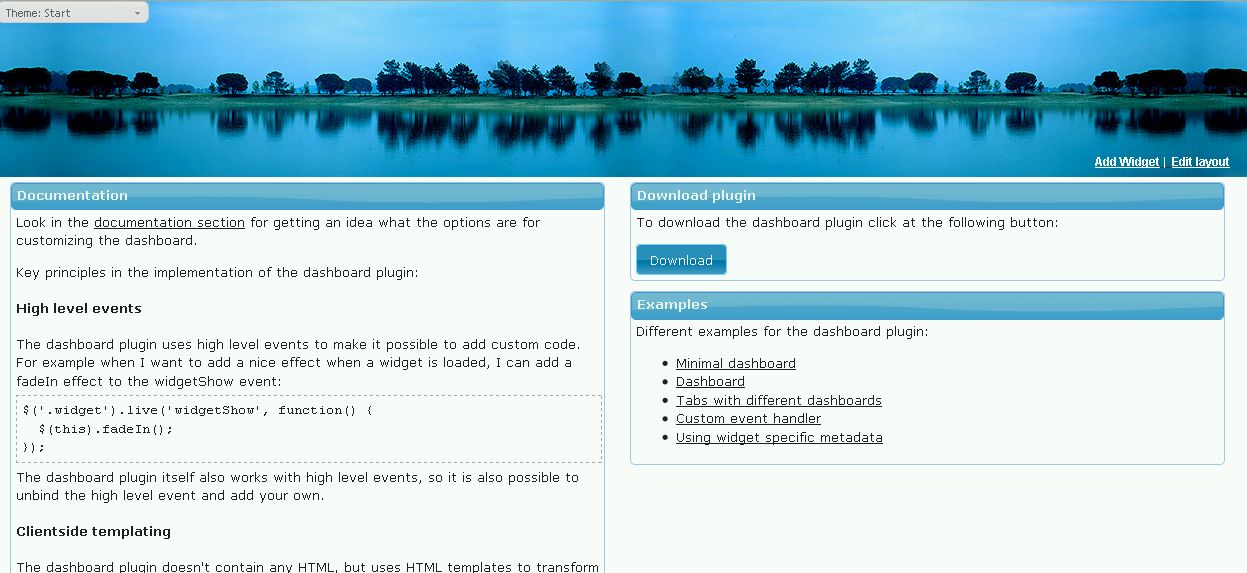 Theme: Start
Add Widget | Edit layout
Documentation
Look in the documentation section for getting an idea what the options are for
customizing the dashboard.
Key principles in the implementation of the dashboard plugin:
High level events
The dashboard plugin uses high level events to make it possible to add custom code.
For example when I want to add a nice effect when a widget is loaded, I can add a
fadeIn effect to the widgetShow event:
$('.widget').live('widgetShow', function() {
  $(this).fadeIn();
});
The dashboard plugin itself also works with high level events, so it is also possible to
unbind the high level event and add your own.
Clientside templating
The dashboard plugin doesn't contain any HTML, but uses HTML templates to transform
Download plugin
To download the dashboard plugin click at the following button:
Download
Examples
Different examples for the dashboard plugin:
Minimal dashboard
Dashboard
Tabs with different dashboards
Custom event handler
Using widget specific metadata